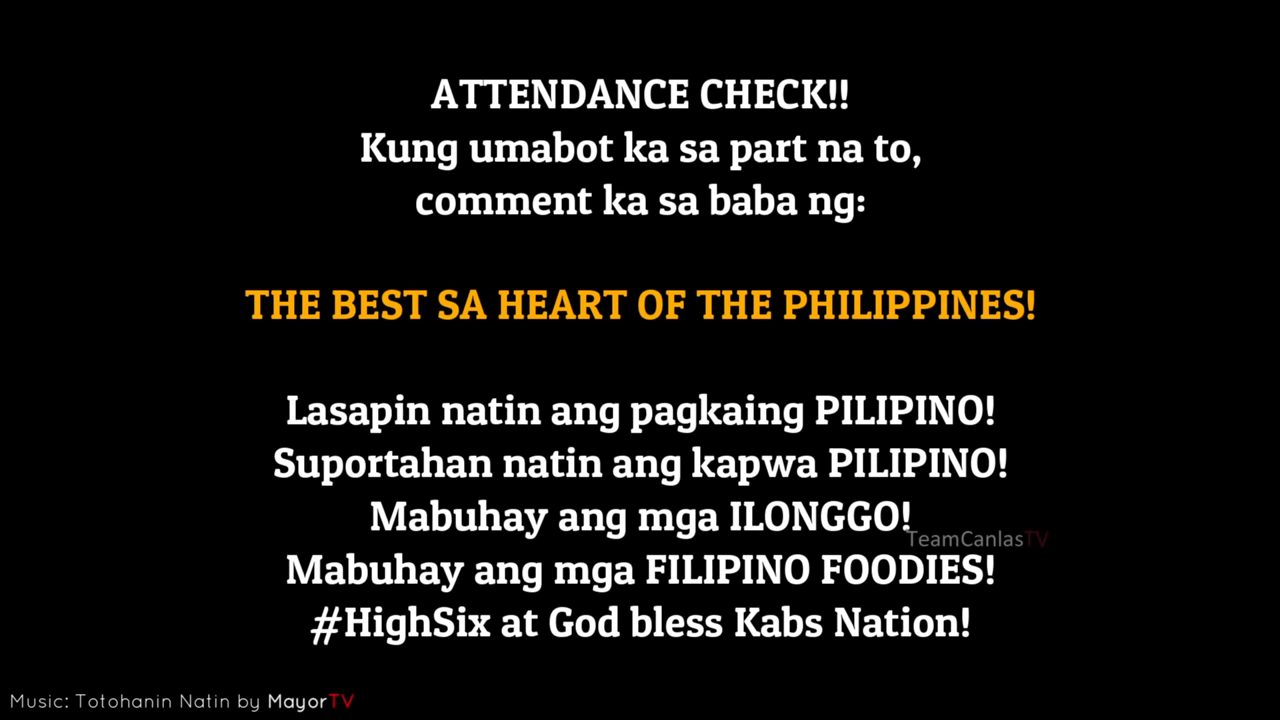 ATTENDANCE CHECK!!
Kung umabot ka sa part na to,
comment ka sa baba ng:
THE BEST SA HEART OF THE PHILIPPINES!
Lasapin natin ang pagkaing PILIPINO!
Suportahan natin ang kapwa PILIPINO!
Mabuhay ang mga ILONGGO!
TeamCanlasTV
Mabuhay ang mga FILIPINO FOODIES!
#HighSix at God bless Kabs Nation!
Music: Totohanin Natin by MayorTV